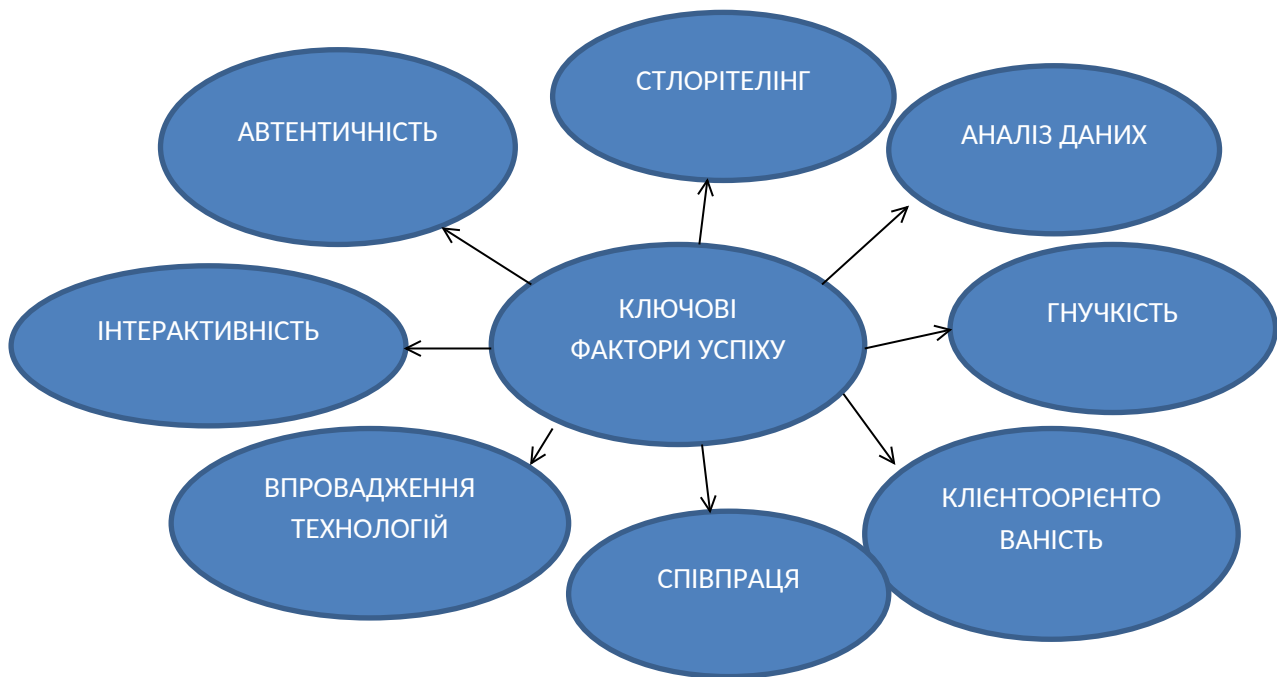 СТЛОРІТЕЛІНГ
АВТЕНТИЧНІСТЬ
АНАЛІЗ ДАНИХ
КЛЮЧОВІ
ФАКТОРИ УСПІХУ
ГНУЧКІСТЬ
ІНТЕРАКТИВНІСТЬ
ВПРОВАДЖЕННЯ
ТЕХНОЛОГІЙ
КЛІЄНТООРІЄНТО
ВАНІСТЬ
СПІВПРАЦЯ